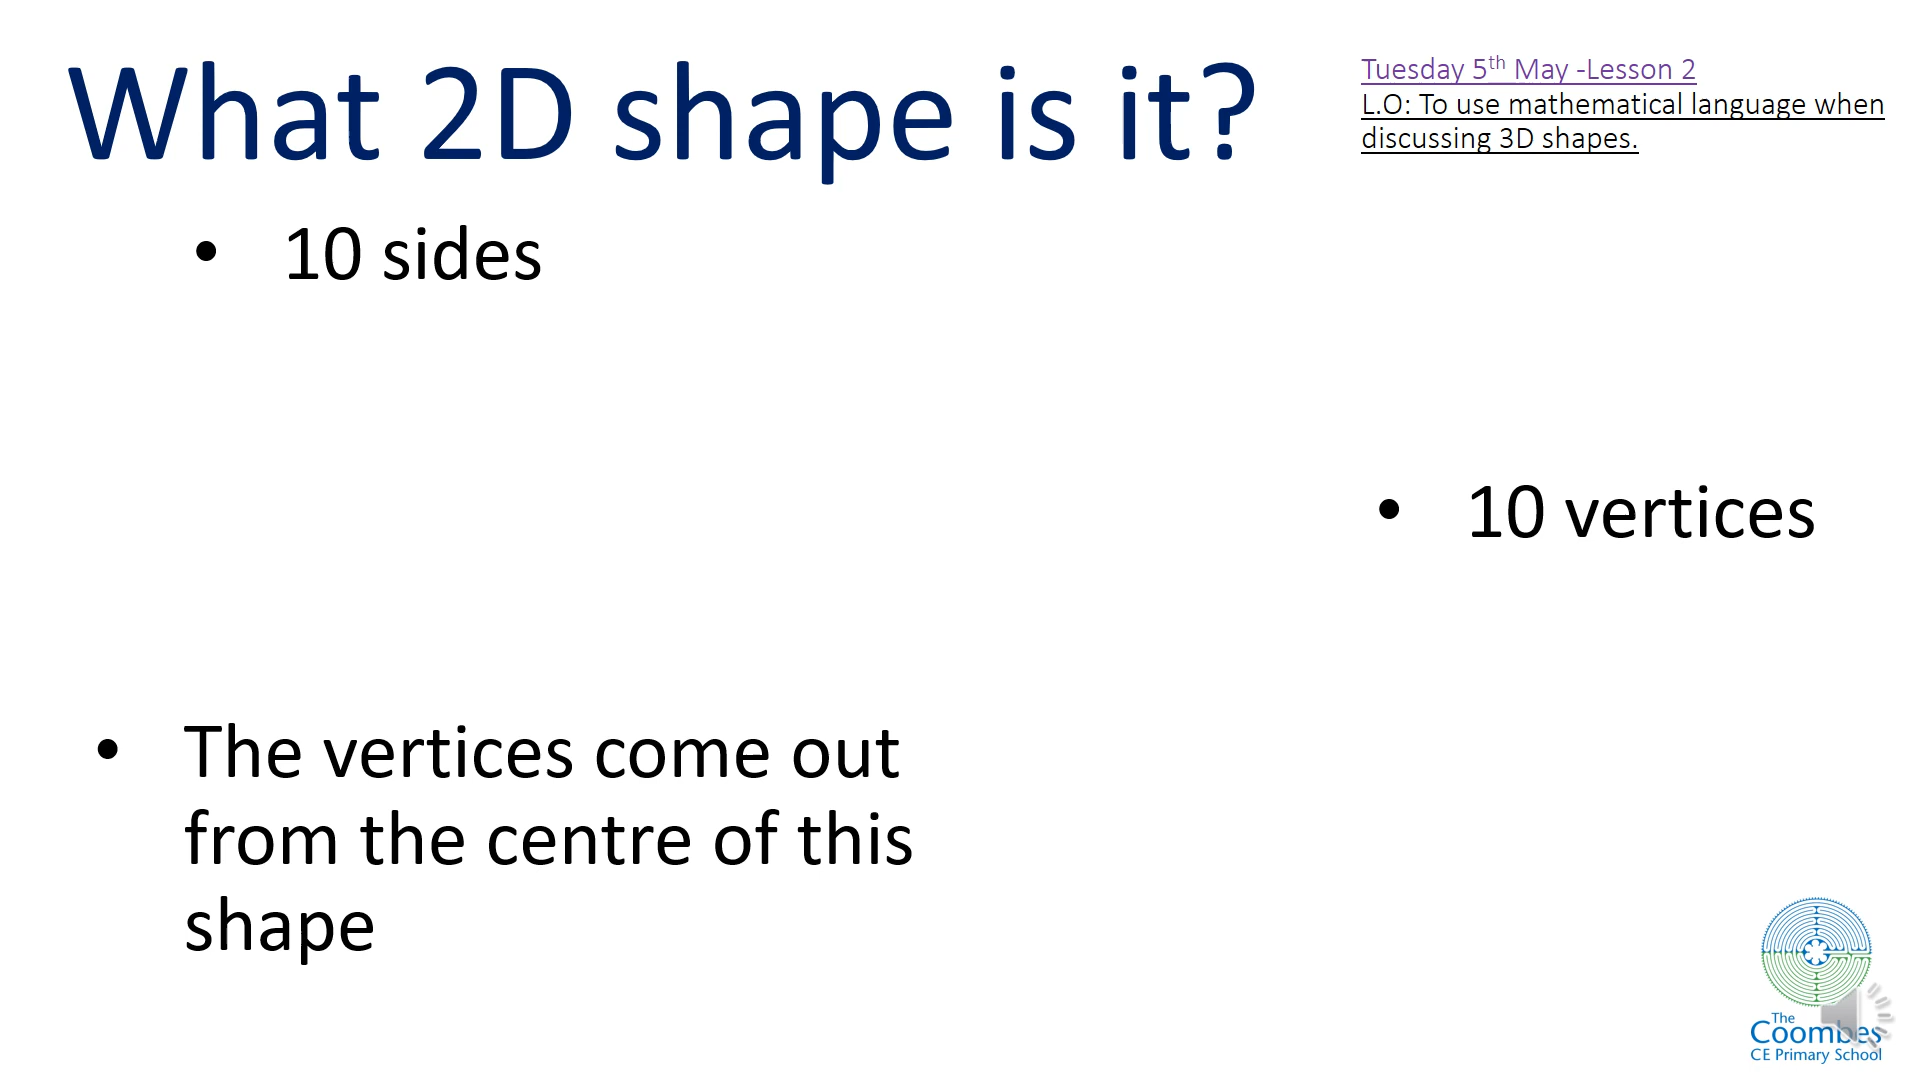 What 2D shape is it?
Tuesday 5th May -Lesson 2
L.O: To use mathematical language when
discussing 3D shapes.
• 10 sides
• 10 vertices
• The vertices come out
from the centre of this
shape
The
Coombes
CE Primary School